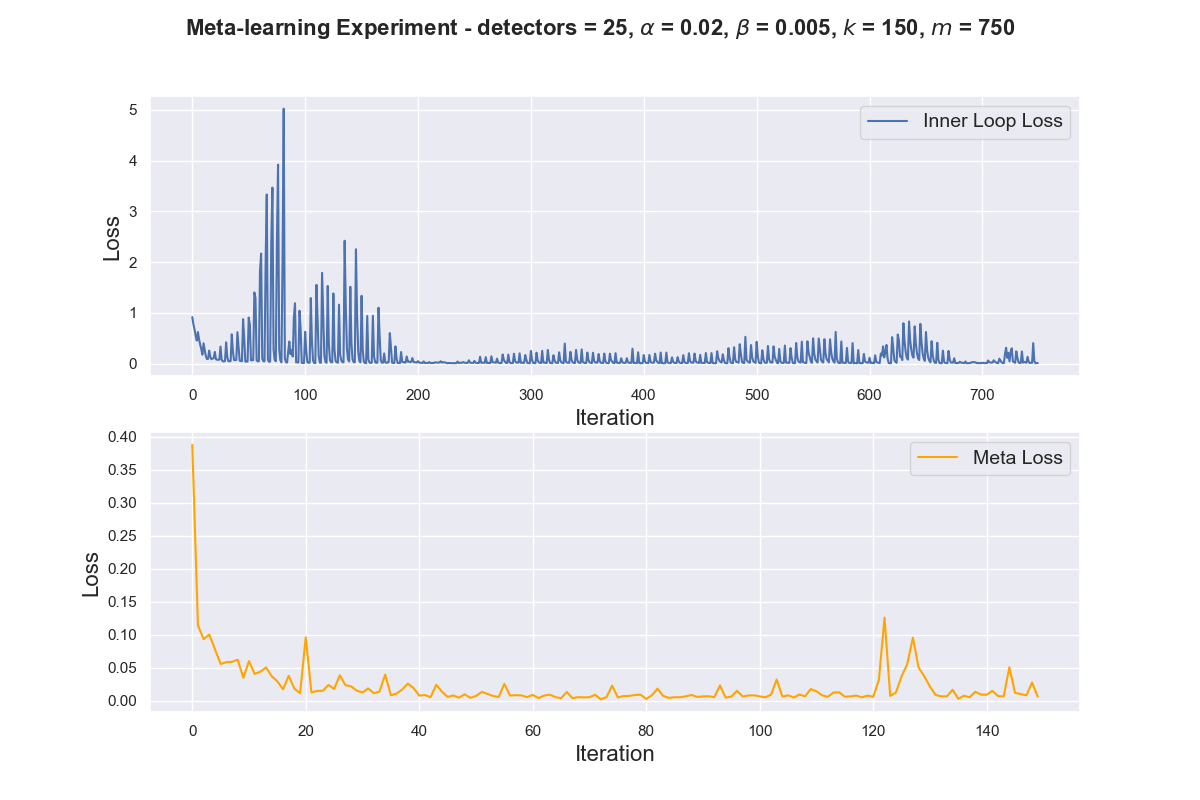 Meta-learning Experiment - detectors = 25, α = 0.02, β = 0.005, k = 150, m = 750
Inner Loop Loss
Loss
5
4
3
2
1
0
0 100 200 300 400 500 600 700
Iteration
Meta Loss
Loss
0.40
0.35
0.30
0.25
0.20
0.15
0.10
0.05
0.00
0 20 40 60 80 100 120 140
Iteration